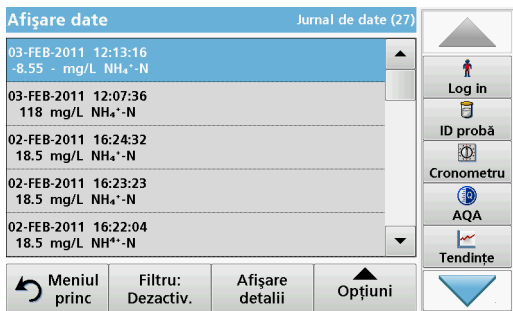 Afișare date
Jurnal de date (27)
03-FEB-2011 12:13:16
-8.55 - mg/L NH₄⁺-N
03-FEB-2011 12:07:36
118 mg/L NH₄⁺-N
02-FEB-2011 16:24:32
18.5 mg/L NH₄⁺-N
02-FEB-2011 16:23:23
18.5 mg/L NH₄⁺-N
02-FEB-2011 16:22:04
18.5 mg/L NH⁴⁺-N
Log in
ID probă
Cronometru
AQA
Tendințe
Meniul
princ
Filtru:
Dezactiv.
Afișare
detalii
Opțiuni